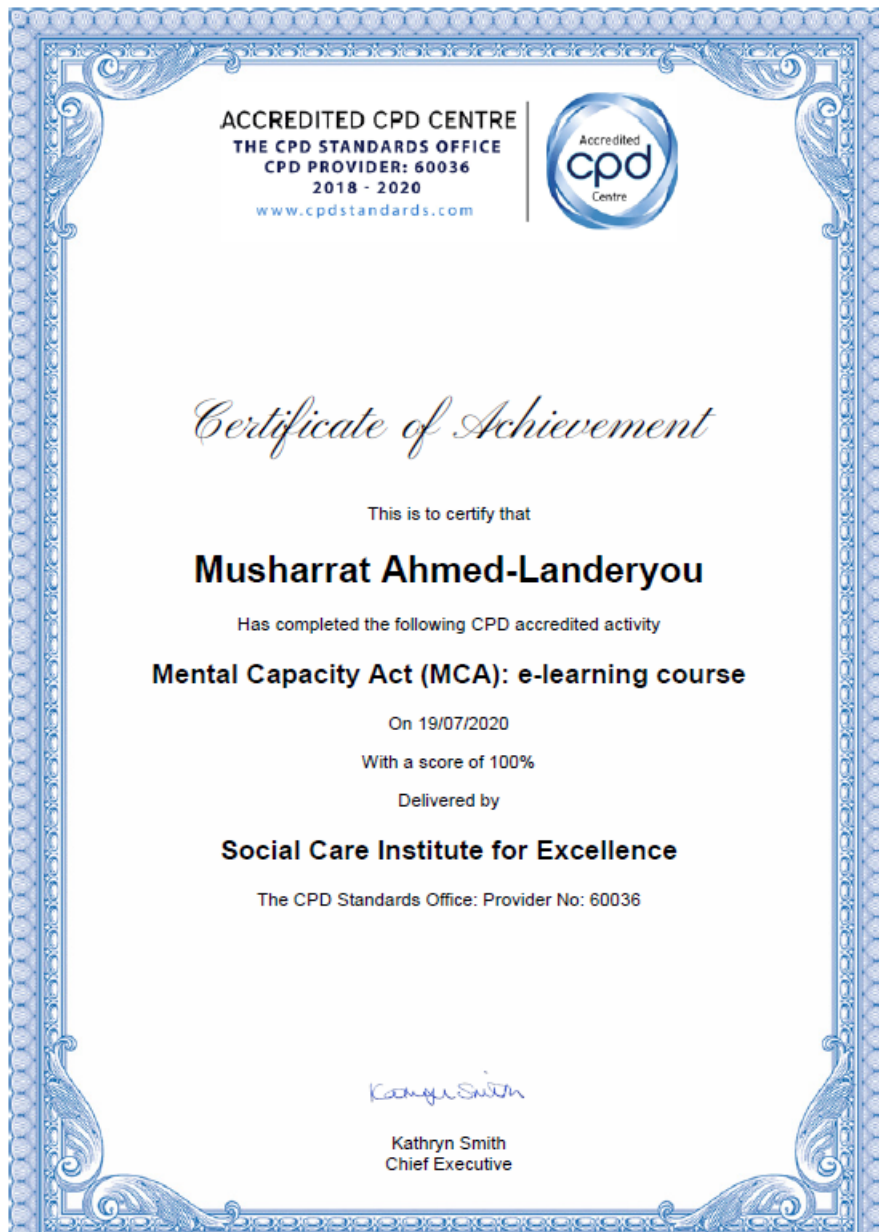 ACCREDITED CPD CENTRE
THE CPD STANDARDS OFFICE
CPD PROVIDER: 60036
2018 - 2020
www.cpdstandards.com
Accredited
cpd
Centre
Certificate of Achievement
This is to certify that
Musharrat Ahmed-Landeryou
Has completed the following CPD accredited activity
Mental Capacity Act (MCA): e-learning course
On 19/07/2020
With a score of 100%
Delivered by
Social Care Institute for Excellence
The CPD Standards Office: Provider No: 60036
Kathryn Smith
Kathryn Smith
Chief Executive